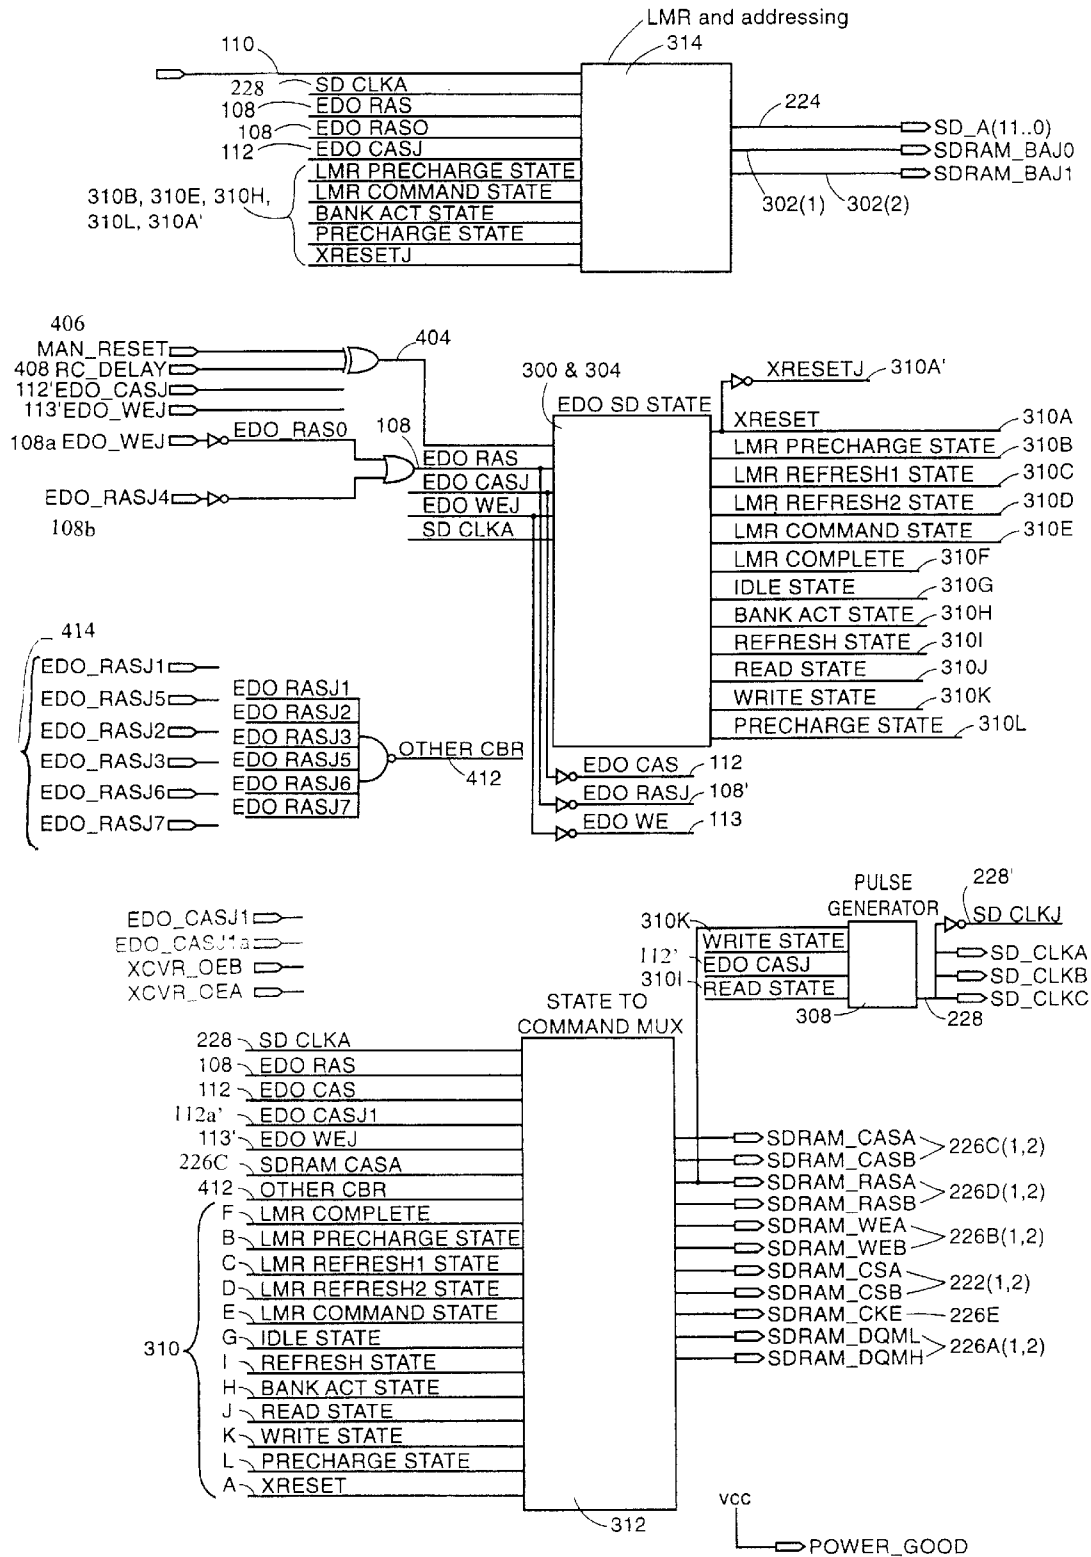 LMR and addressing
314
110
228 SD CLKA
108 EDO RAS
108 EDO RASO
112 EDO CASJ
LMR PRECHARGE STATE
310B, 310E, 310H,
310L, 310A'
LMR COMMAND STATE
BANK ACT STATE
PRECHARGE STATE
XRESETJ
224
SD_A(11..0)
SDRAM_BAJ0
SDRAM_BAJ1
302(1) 302(2)
406
MAN_RESET
408 RC_DELAY
112' EDO_CASJ
113' EDO_WEJ
108a EDO_WEJ
EDO_RAS0
EDO_RASJ4
108b
404
108
EDO RAS
EDO CASJ
EDO WEJ
SD CLKA
300 & 304
EDO SD STATE
XRESETJ 310A'
XRESET 310A
LMR PRECHARGE STATE 310B
LMR REFRESH1 STATE 310C
LMR REFRESH2 STATE 310D
LMR COMMAND STATE 310E
LMR COMPLETE 310F
IDLE STATE 310G
BANK ACT STATE 310H
REFRESH STATE 310I
READ STATE 310J
WRITE STATE 310K
PRECHARGE STATE 310L
EDO CAS 112
EDO RASJ 108'
EDO WE 113
414
EDO_RASJ1
EDO_RASJ5
EDO_RASJ2
EDO_RASJ3
EDO_RASJ6
EDO_RASJ7
EDO RASJ1
EDO RASJ2
EDO RASJ3
EDO RASJ5
EDO RASJ6
EDO RASJ7
OTHER CBR
412
EDO_CASJ1
EDO_CASJ1a
XCVR_OEB
XCVR_OEA
PULSE
GENERATOR
310K
WRITE STATE
112'
EDO CASJ
310I
READ STATE
308
228
228'
SD CLKJ
SD_CLKA
SD_CLKB
SD_CLKC
STATE TO
COMMAND MUX
228 SD CLKA
108 EDO RAS
112 EDO CAS
112a' EDO CASJ1
113' EDO WEJ
226C SDRAM CASA
412 OTHER CBR
310
F LMR COMPLETE
B LMR PRECHARGE STATE
C LMR REFRESH1 STATE
D LMR REFRESH2 STATE
E LMR COMMAND STATE
G IDLE STATE
I REFRESH STATE
H BANK ACT STATE
J READ STATE
K WRITE STATE
L PRECHARGE STATE
A XRESET
312
SDRAM_CASA
SDRAM_CASB
226C(1,2)
SDRAM_RASA
SDRAM_RASB
226D(1,2)
SDRAM_WEA
SDRAM_WEB
226B(1,2)
SDRAM_CSA
SDRAM_CSB
222(1,2)
SDRAM_CKE 226E
SDRAM_DQML
SDRAM_DQMH
226A(1,2)
vcc
POWER_GOOD